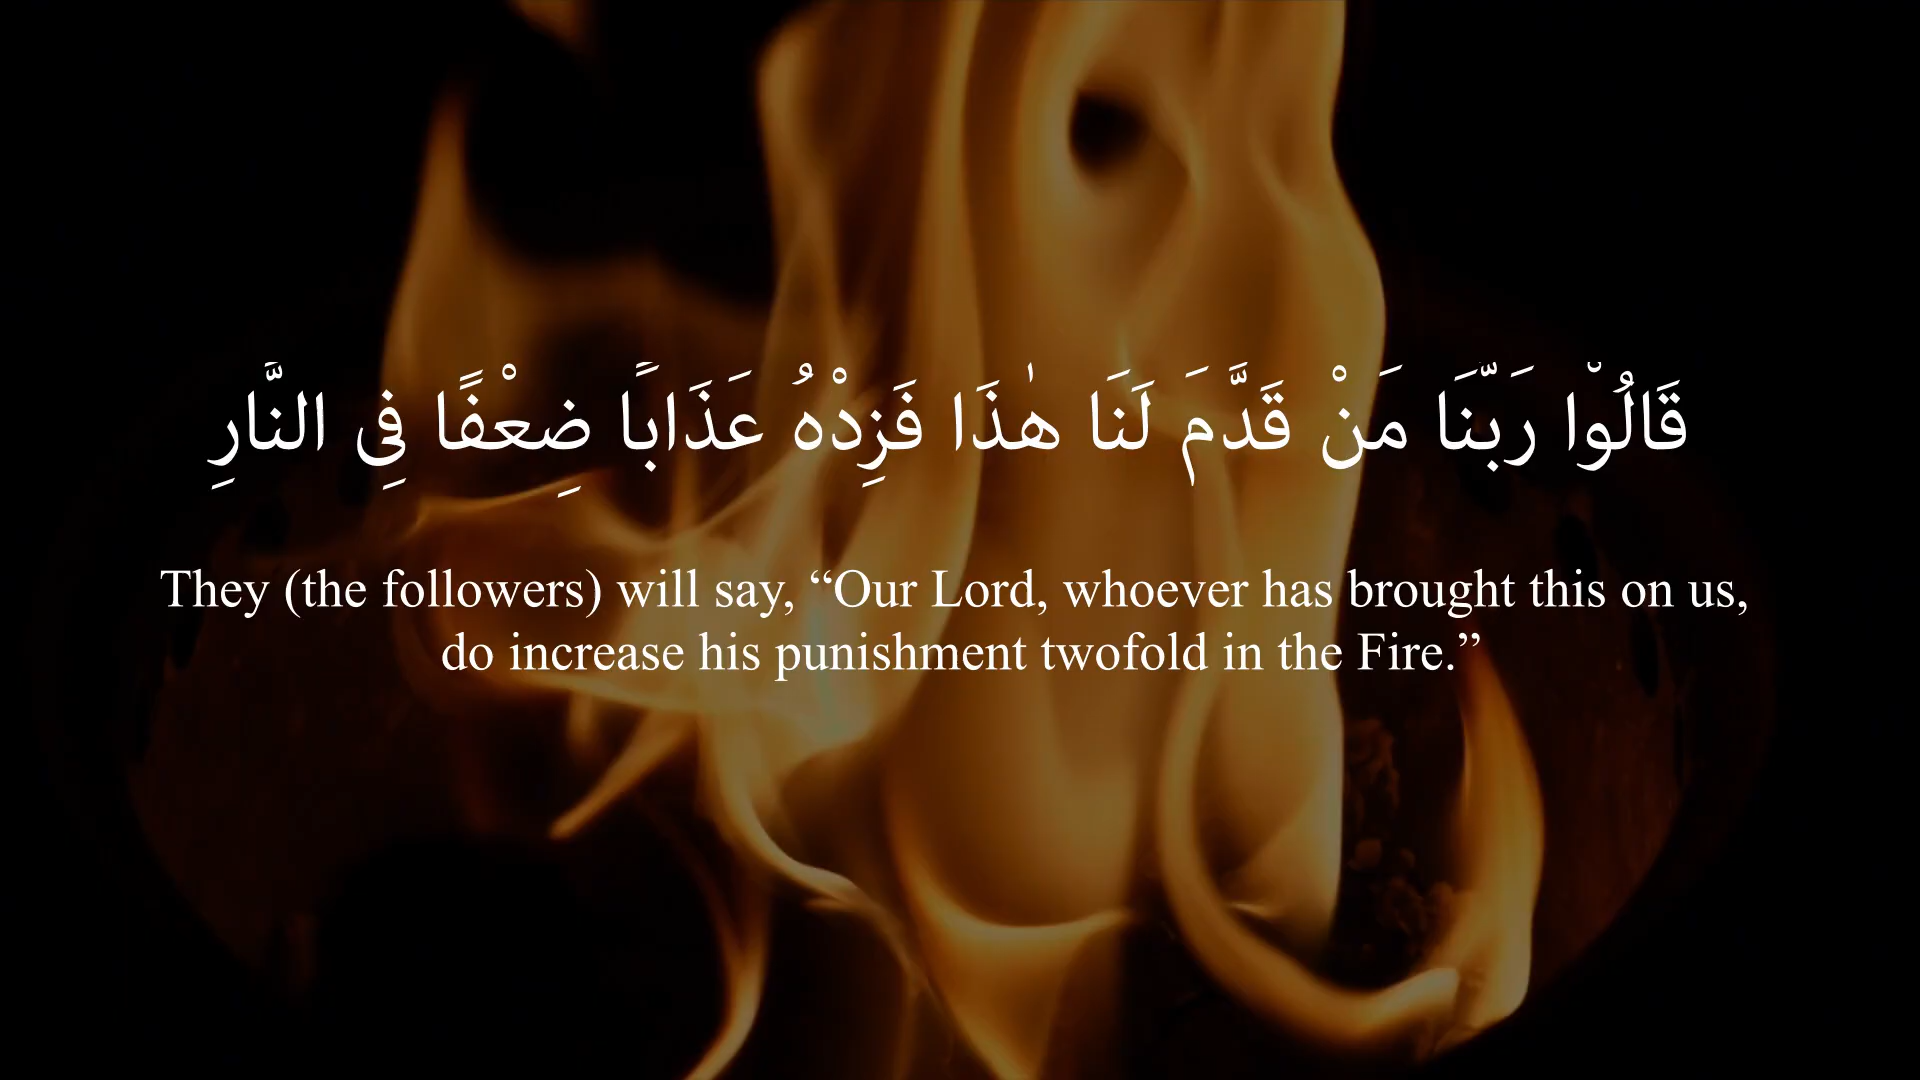 قَالُوْا رَبَّنَا مَنْ قَدَّمَ لَنَا هٰذَا فَزِدْهُ عَذَابًا ضِعْفًا فِى النَّارِ
They (the followers) will say, “Our Lord, whoever has brought this on us,
do increase his punishment twofold in the Fire.”